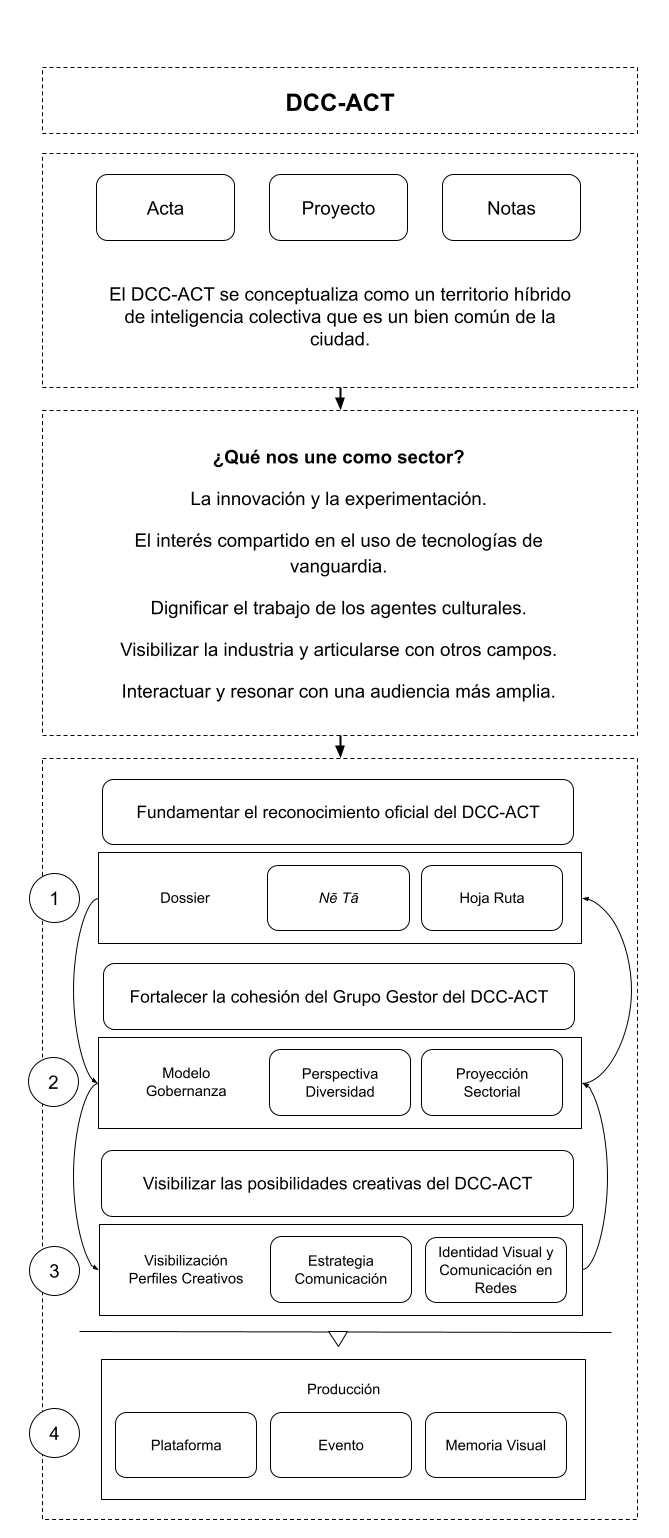 DCC-ACT
Acta
Proyecto
Notas
El DCC-ACT se conceptualiza como un territorio híbrido
de inteligencia colectiva que es un bien común de la
ciudad.
¿Qué nos une como sector?
La innovación y la experimentación.
El interés compartido en el uso de tecnologías de
vanguardia.
Dignificar el trabajo de los agentes culturales.
Visibilizar la industria y articularse con otros campos.
Interactuar y resonar con una audiencia más amplia.
Fundamentar el reconocimiento oficial del DCC-ACT
1
Dossier
Nē Tā
Hoja Ruta
Fortalecer la cohesión del Grupo Gestor del DCC-ACT
2
Modelo
Gobernanza
Perspectiva
Diversidad
Proyección
Sectorial
Visibilizar las posibilidades creativas del DCC-ACT
3
Visibilización
Perfiles Creativos
Estrategia
Comunicación
Identidad Visual y
Comunicación en
Redes
4
Producción
Plataforma
Evento
Memoria Visual